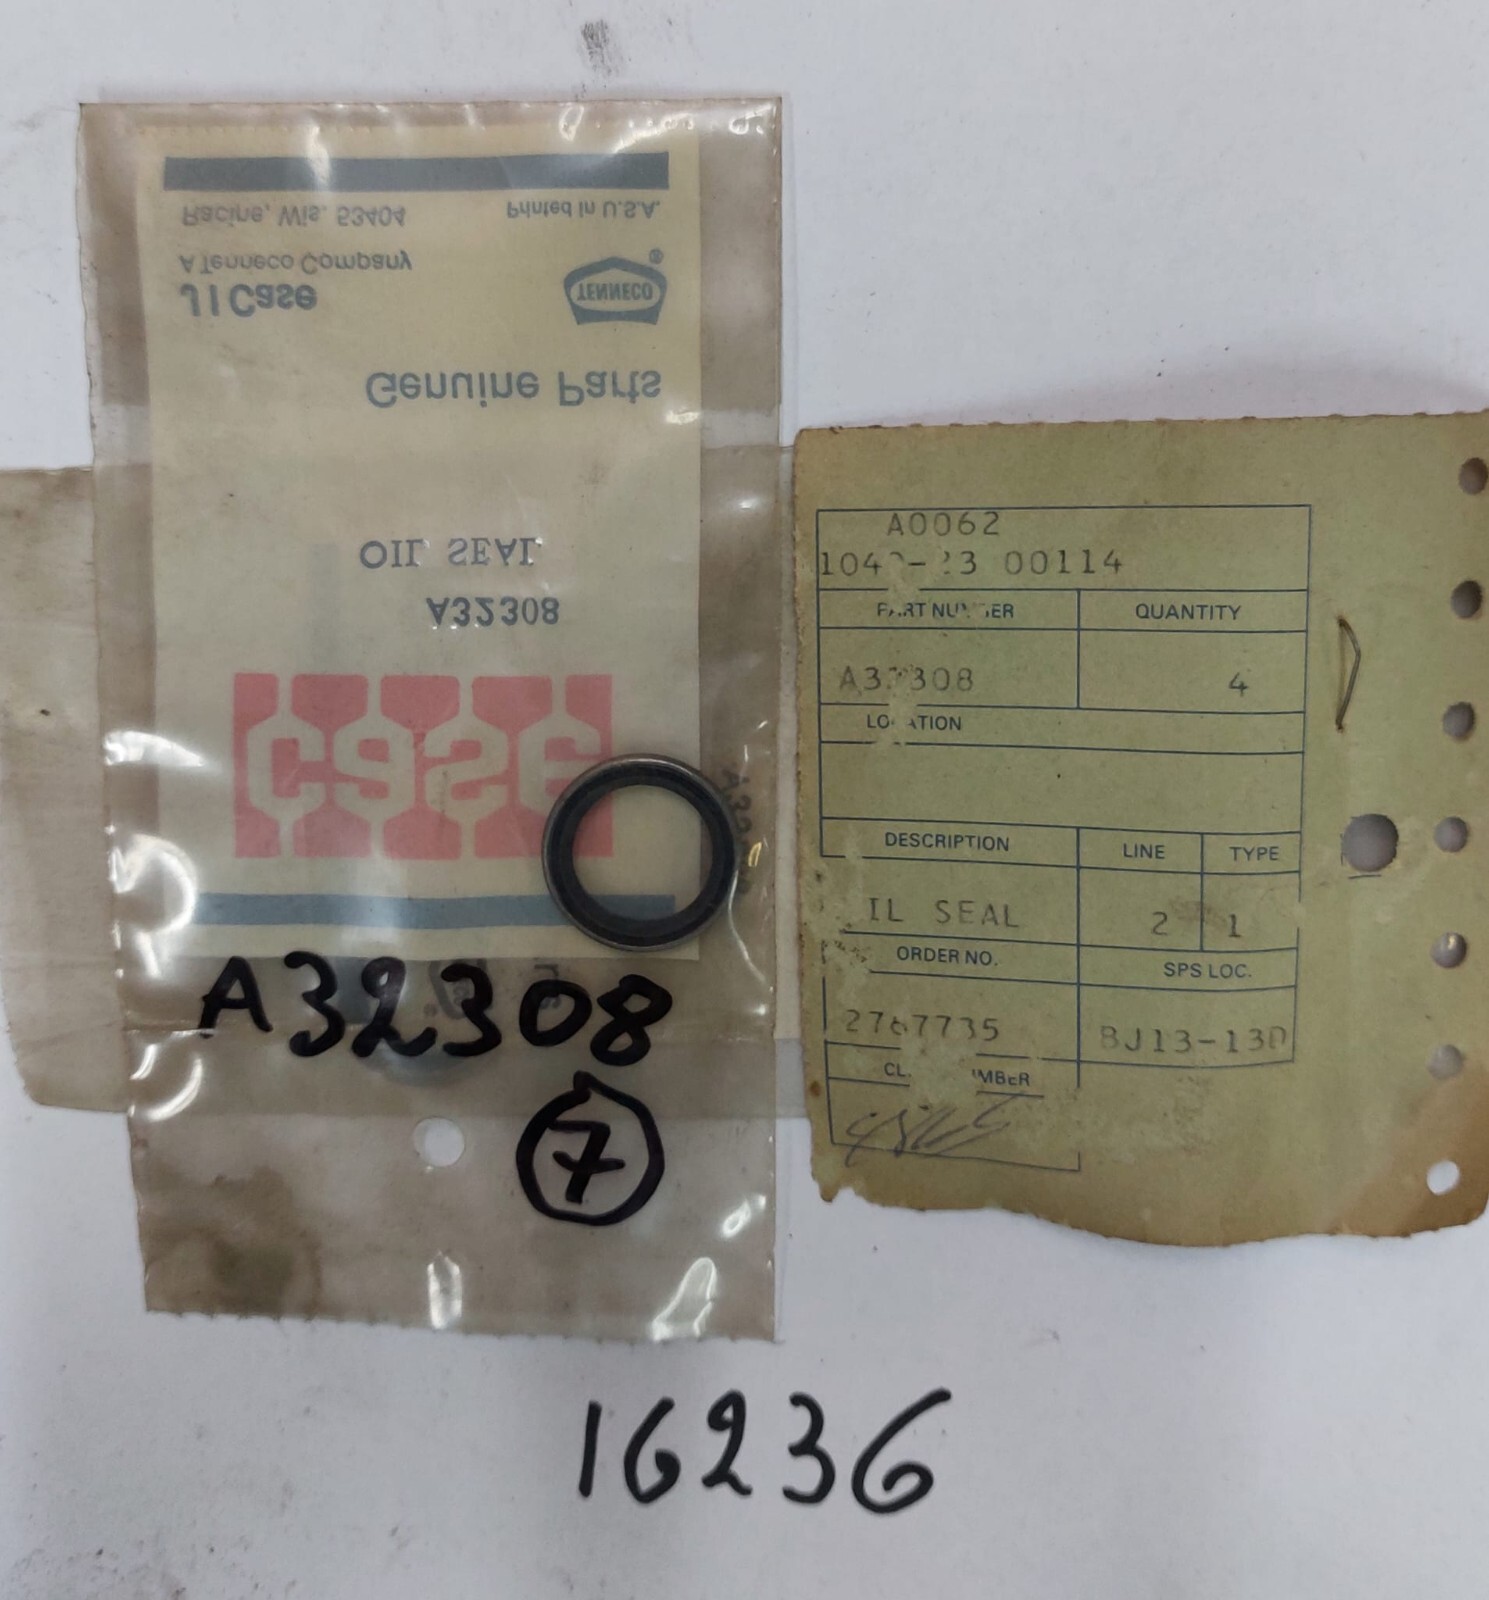 Racine, Wis. 53404
Printed in U.S.A.
A Tenneco Company
JI Case
TENNECO
®
Genuine Parts
OIL SEAL
A32308
case
A32308
7
A0062
00114
PART NUMBER
QUANTITY
A32308
4
LOCATION
DESCRIPTION
LINE
TYPE
IL SEAL
2
1
ORDER NO.
SPS LOC.
2767735
BJ13-13D
16236